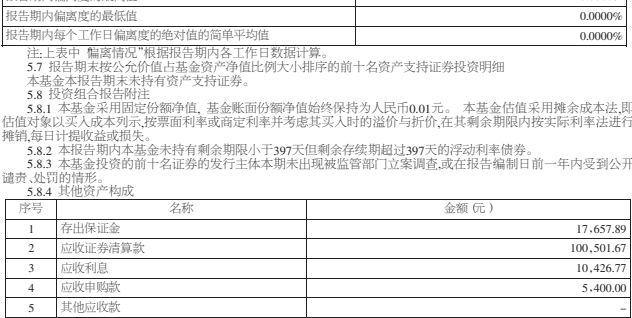 报告期内偏离度的最低值 0.0000%
报告期内每个工作日偏离度的绝对值的简单平均值 0.0000%
注:上表中“偏离情况”根据报告期内各工作日数据计算。
5.7 报告期末按公允价值占基金资产净值比例大小排序的前十名资产支持证券投资明细
本基金本报告期末未持有资产支持证券。
5.8 投资组合报告附注
5.8.1 本基金采用固定份额净值, 基金账面份额净值始终保持为人民币0.01元。 本基金估值采用摊余成本法,即
估值对象以买入成本列示,按票面利率或商定利率并考虑其买入时的溢价与折价,在其剩余期限内按实际利率法进行
摊销,每日计提收益或损失。
5.8.2 本报告期内本基金未持有剩余期限小于397天但剩余存续期超过397天的浮动利率债券。
5.8.3 本基金投资的前十名证券的发行主体本期未出现被监管部门立案调查,或在报告编制日前一年内受到公开
谴责、处罚的情形。
5.8.4 其他资产构成
序号 名称 金额(元)
1 存出保证金 17,657.89
2 应收证券清算款 100,501.67
3 应收利息 10,426.77
4 应收申购款 5,400.00
5 其他应收款 –